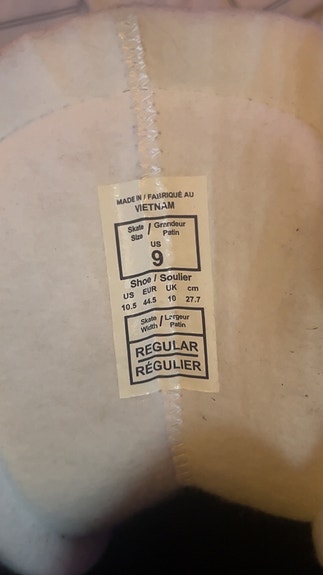 MADE IN / FABRIQUÉ AU
VIETNAM
Skate Size / Grandeur Patin
US
9
Shoe / Soulier
US EUR UK cm
10.5 44.5 10 27.7
Skate Width / Largeur Patin
REGULAR
RÉGULIER